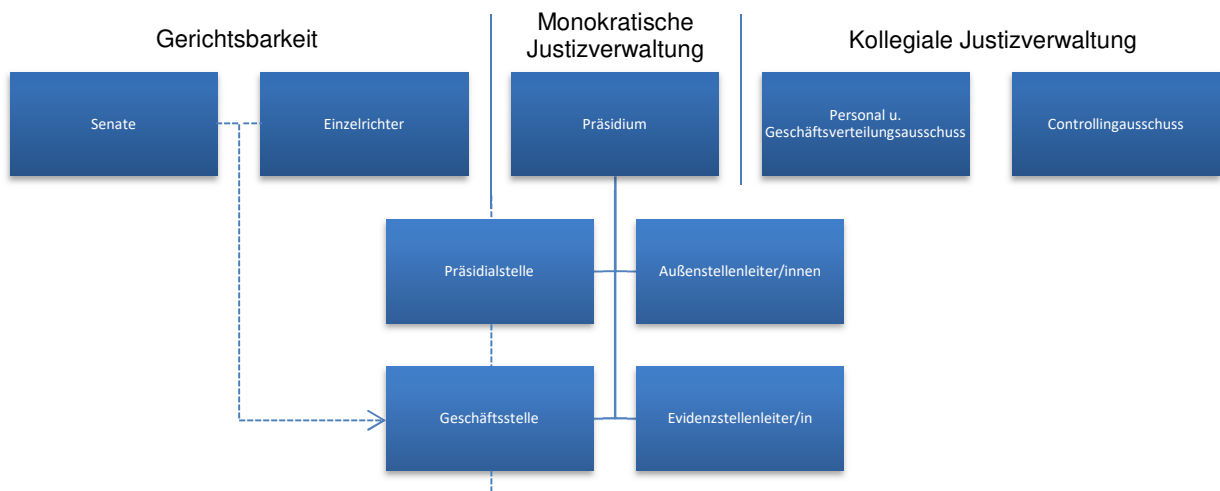 Gerichtsbarkeit
Monokratische
Justizverwaltung
Kollegiale Justizverwaltung
Senate
Einzelrichter
Präsidium
Personal u.
Geschäftsverteilungsausschuss
Controllingausschuss
Präsidialstelle
Außenstellenleiter/innen
Geschäftsstelle
Evidenzstellenleiter/in